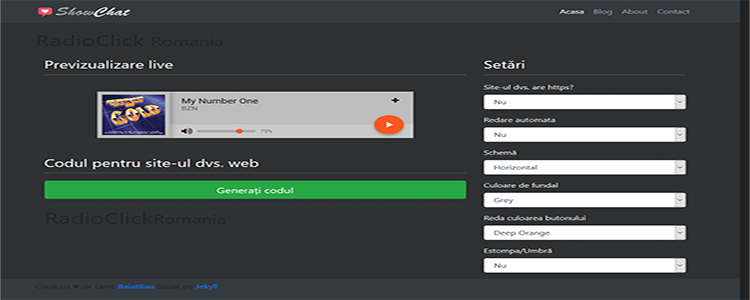 ShowChat
Acasa Blog About Contact
RadioClick Romania
Previzualizare live
My Number One
BZN
GOLD
75%
Codul pentru site-ul dvs. web
Generați codul
RadioClickRomania
Setări
Site-ul dvs. are https?
Nu
Redare automata
Nu
Schemă
Horizontal
Culoare de fundal
Grey
Reda culoarea butonului
Deep Orange
Estompa/Umbră
Nu
Creat cu ❤ de catre BaiatRau bazat pe Jekyll